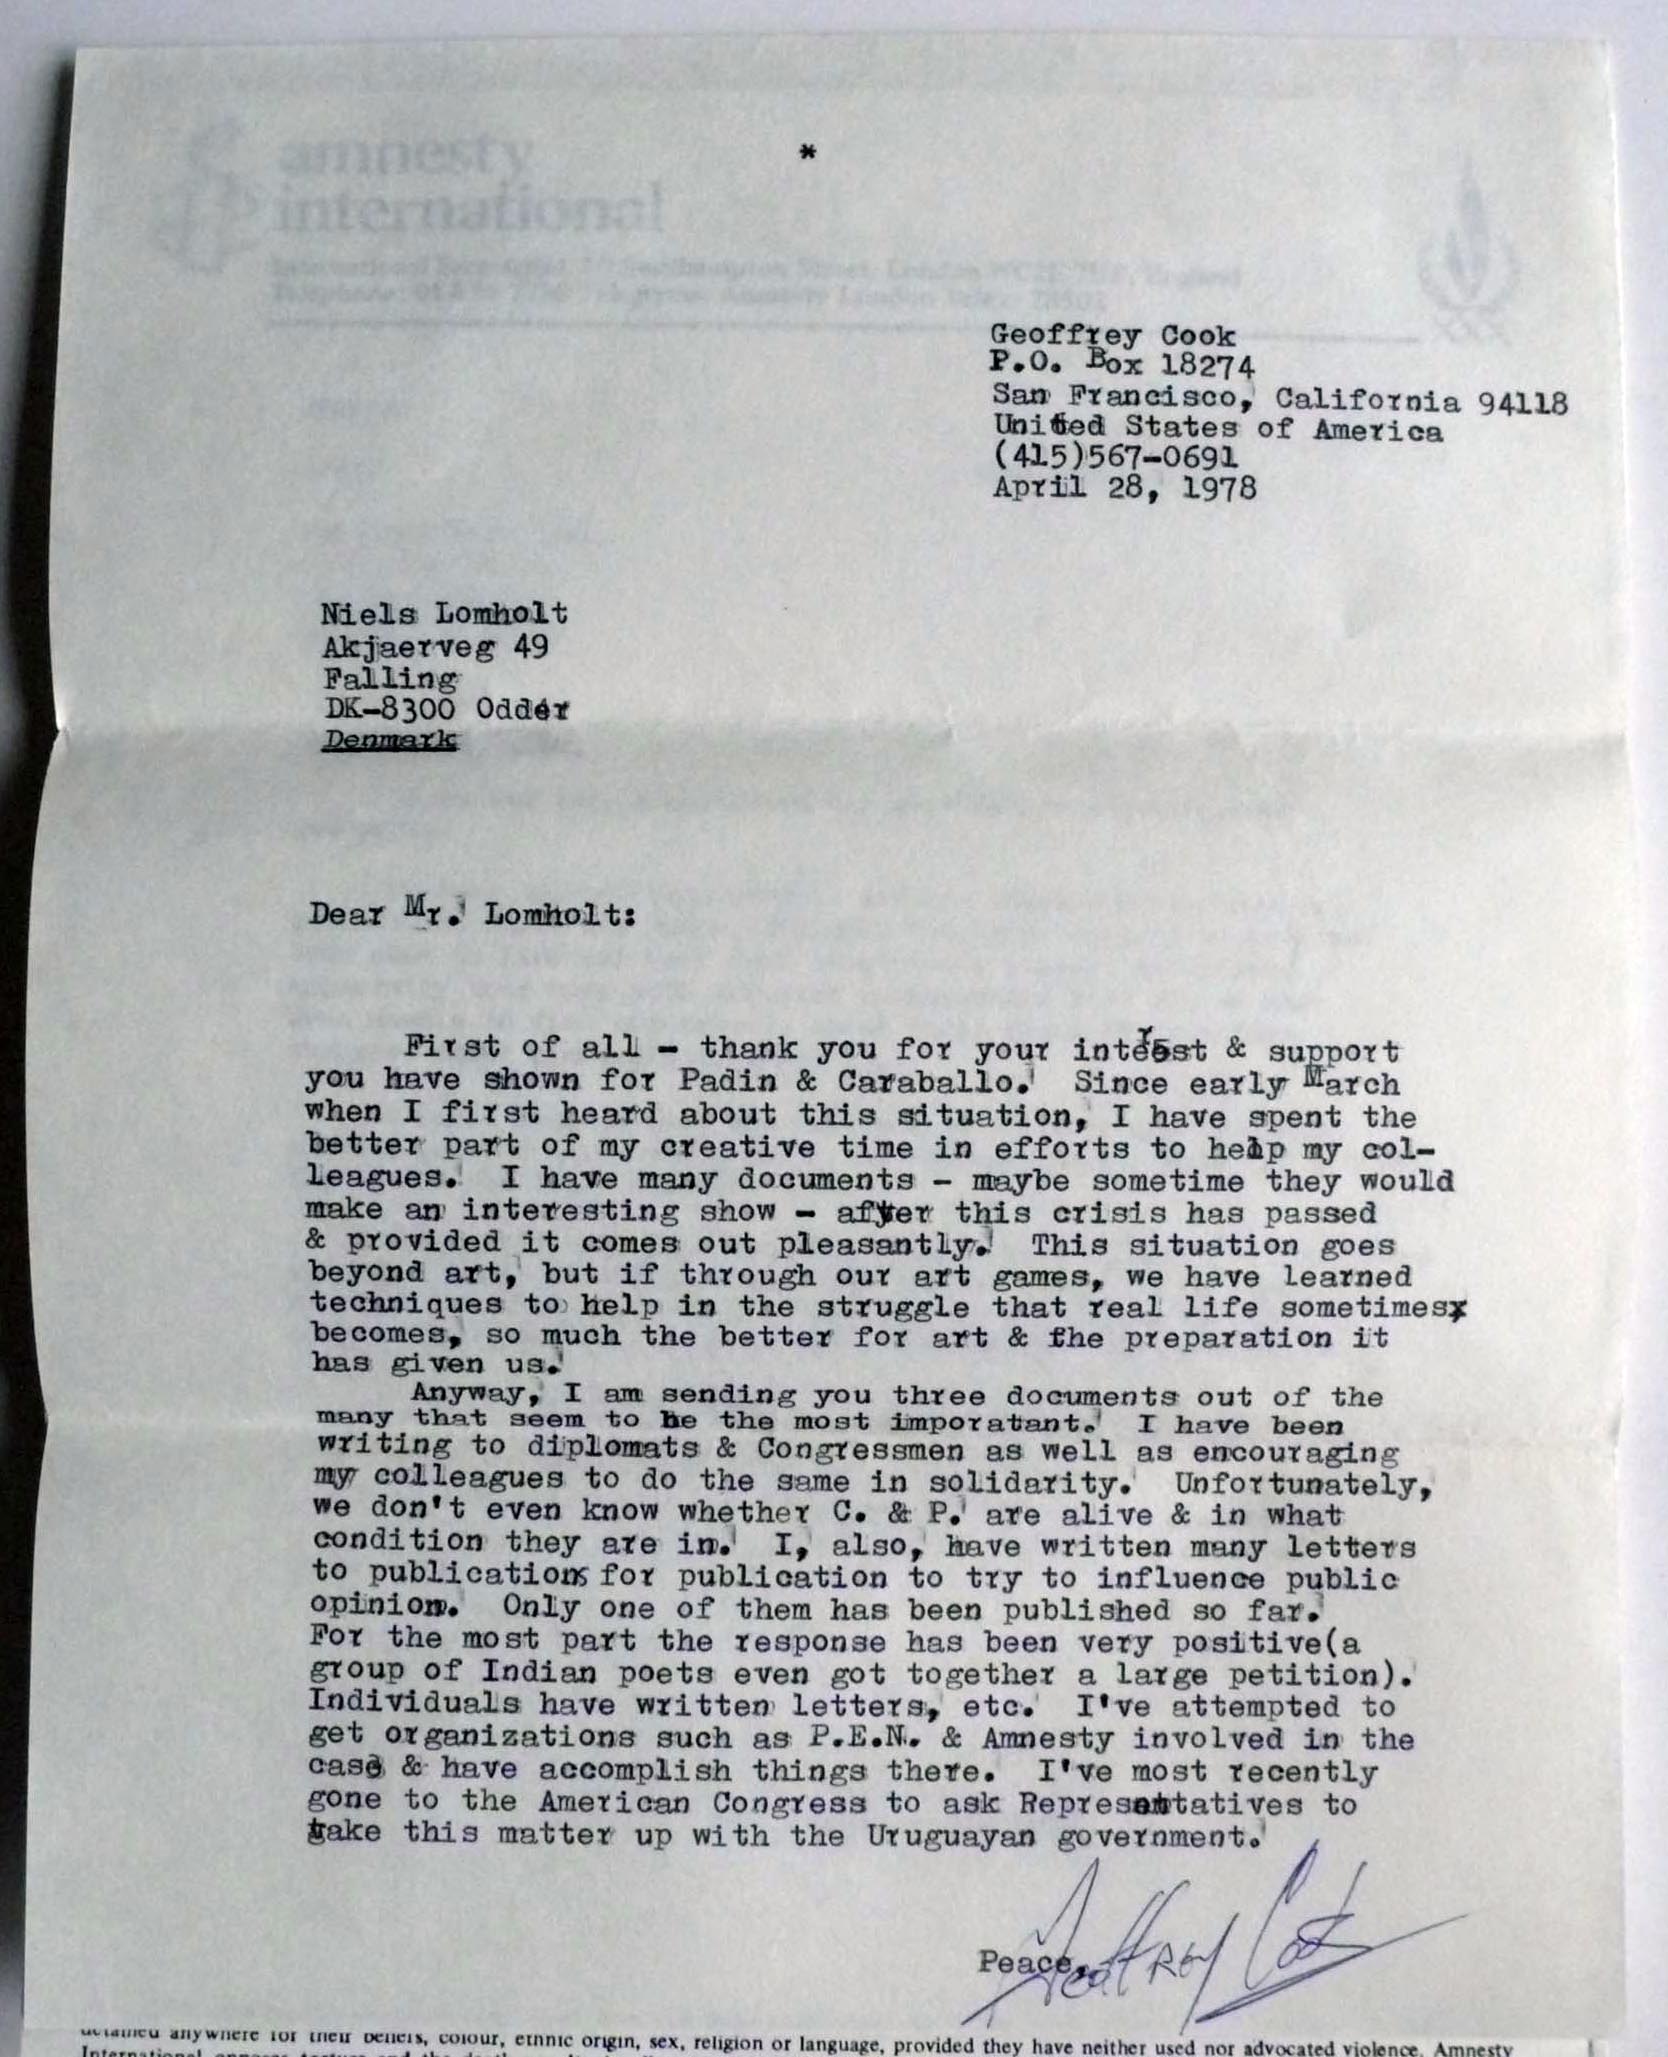 *
amnesty
international
Geoffrey Cook
P.O. Box 18274
San Francisco, California 94118
United States of America
(415)567-0691
April 28, 1978
Niels Lomholt
Akjaerveg 49
Falling
DK-8300 Odder
Denmark
Dear Mr. Lomholt:
First of all - thank you for your interest & support
you have shown for Padin & Caraballo. Since early March
when I first heard about this situation, I have spent the
better part of my creative time in efforts to help my col-
leagues. I have many documents - maybe sometime they would
make an interesting show - after this crisis has passed
& provided it comes out pleasantly. This situation goes
beyond art, but if through our art games, we have learned
techniques to help in the struggle that real life sometimesx
becomes, so much the better for art & the preparation it
has given us.
Anyway, I am sending you three documents out of the
many that seem to be the most imporatant. I have been
writing to diplomats & Congressmen as well as encouraging
my colleagues to do the same in solidarity. Unfortunately,
we don't even know whether C. & P. are alive & in what
condition they are in. I, also, have written many letters
to publications for publication to try to influence public
opinion. Only one of them has been published so far.
For the most part the response has been very positive(a
group of Indian poets even got together a large petition).
Individuals have written letters, etc. I've attempted to
get organizations such as P.E.N. & Amnesty involved in the
case & have accomplish things there. I've most recently
gone to the American Congress to ask Representatives to
take this matter up with the Uruguayan government.
Peace,
Geoffrey Cook
detained anywhere for their beliefs, colour, ethnic origin, sex, religion or language, provided they have neither used nor advocated violence. Amnesty